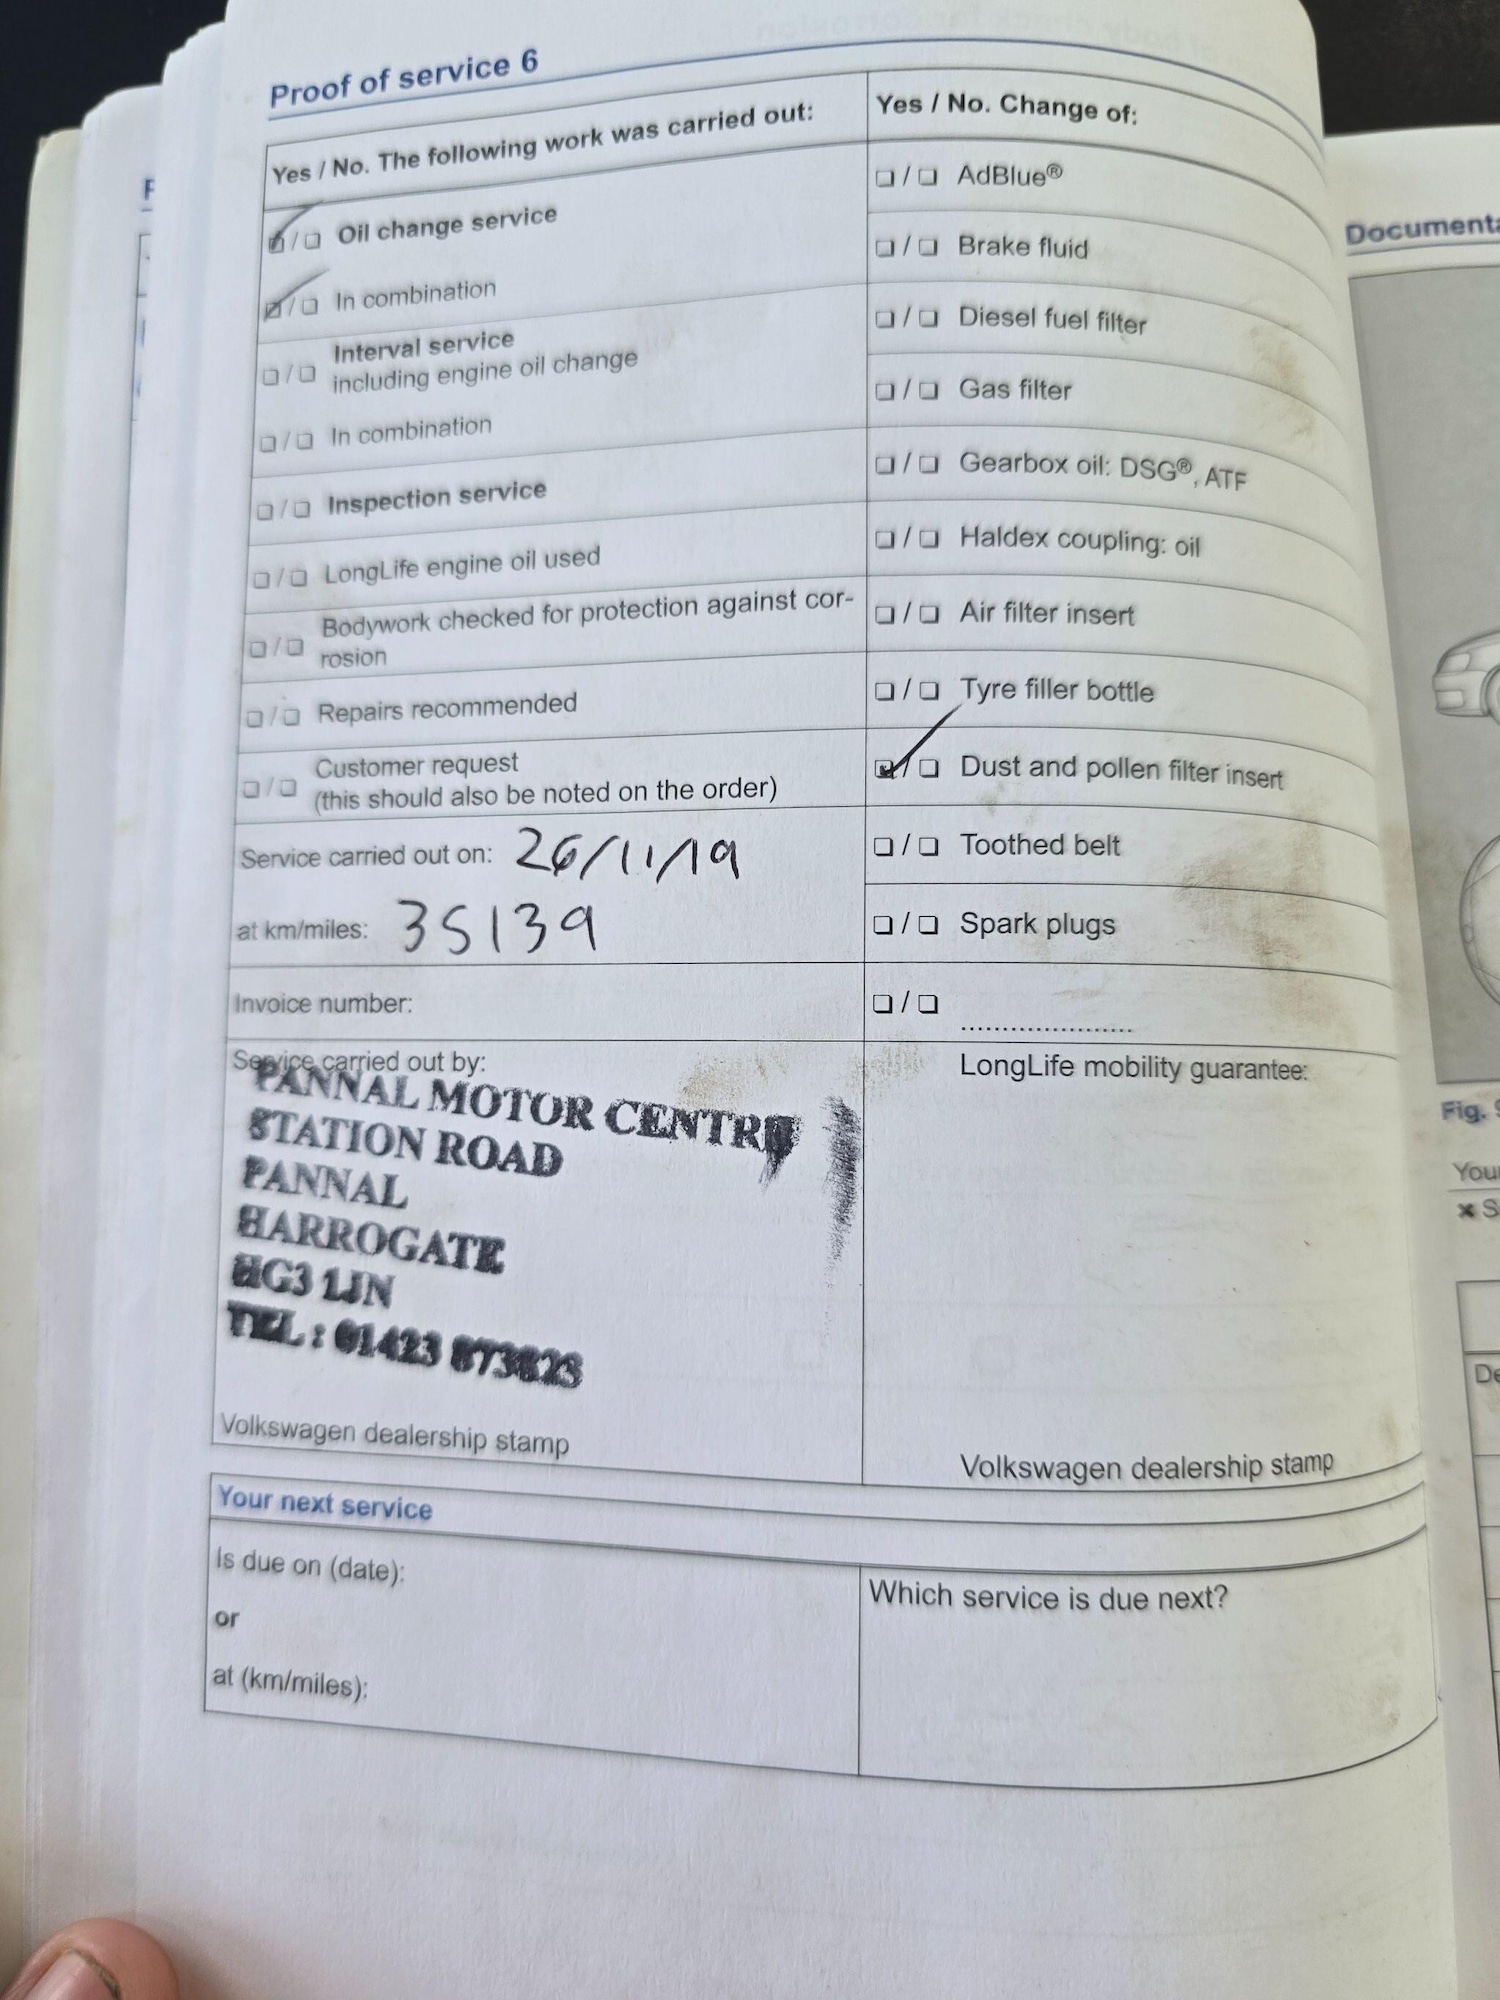 Proof of service 6
Yes / No. The following work was carried out:
☑/☐ Oil change service
☑/☐ In combination
☐/☐ Interval service
including engine oil change
☐/☐ In combination
☐/☐ Inspection service
☐/☐ LongLife engine oil used
☐/☐ Bodywork checked for protection against cor-
rosion
☐/☐ Repairs recommended
☐/☐ Customer request
(this should also be noted on the order)
Service carried out on: 26/11/19
at km/miles: 35139
Invoice number:
Service carried out by:
PANNAL MOTOR CENTRE
STATION ROAD
PANNAL
HARROGATE
HG3 1JN
TEL : 01423
Volkswagen dealership stamp
Yes / No. Change of:
☐/☐ AdBlue®
☐/☐ Brake fluid
☐/☐ Diesel fuel filter
☐/☐ Gas filter
☐/☐ Gearbox oil: DSG®, ATF
☐/☐ Haldex coupling: oil
☐/☐ Air filter insert
☐/☐ Tyre filler bottle
☑/☐ Dust and pollen filter insert
☐/☐ Toothed belt
☐/☐ Spark plugs
☐/☐ .....................
LongLife mobility guarantee:
Volkswagen dealership stamp
Your next service
Is due on (date):
or
at (km/miles):
Which service is due next?
Fig.